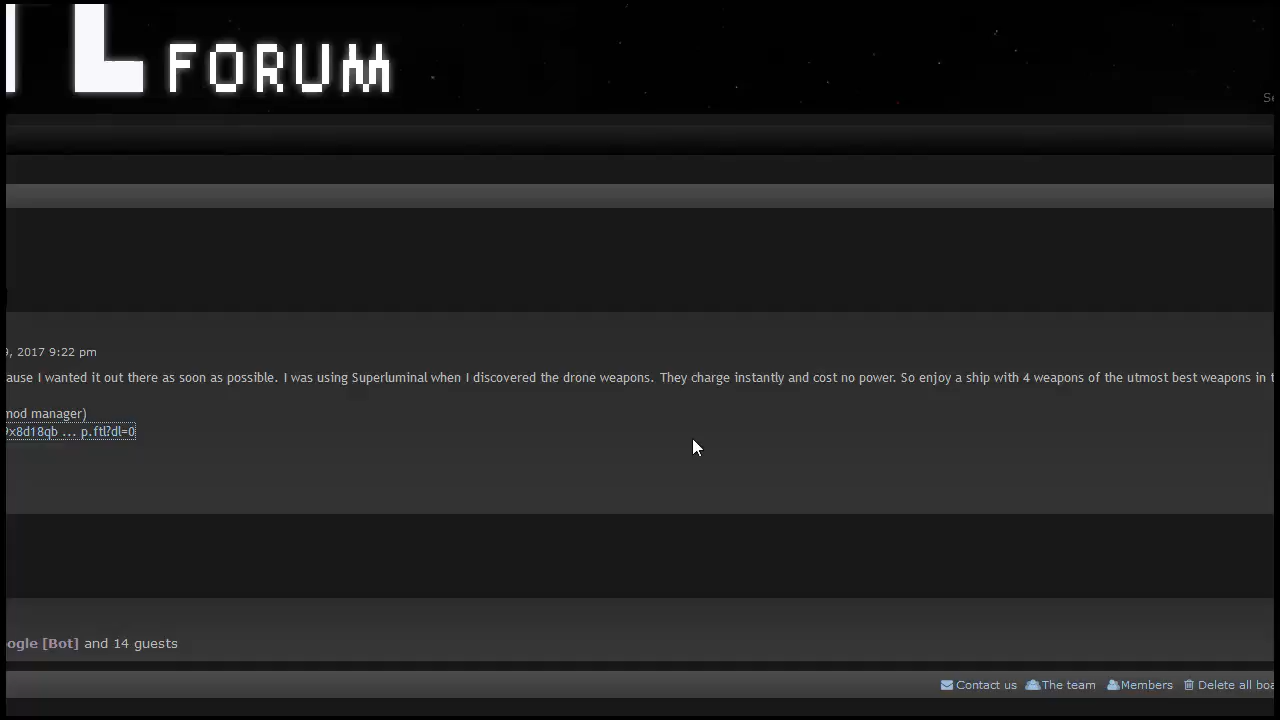 L FORUM
9, 2017 9:22 pm
ause I wanted it out there as soon as possible. I was using Superluminal when I discovered the drone weapons. They charge instantly and cost no power. So enjoy a ship with 4 weapons of the utmost best weapons in t
mod manager)
9x8d18qb ... p.ftl?dl=0
ogle [Bot] and 14 guests
Contact us The team Members Delete all boa